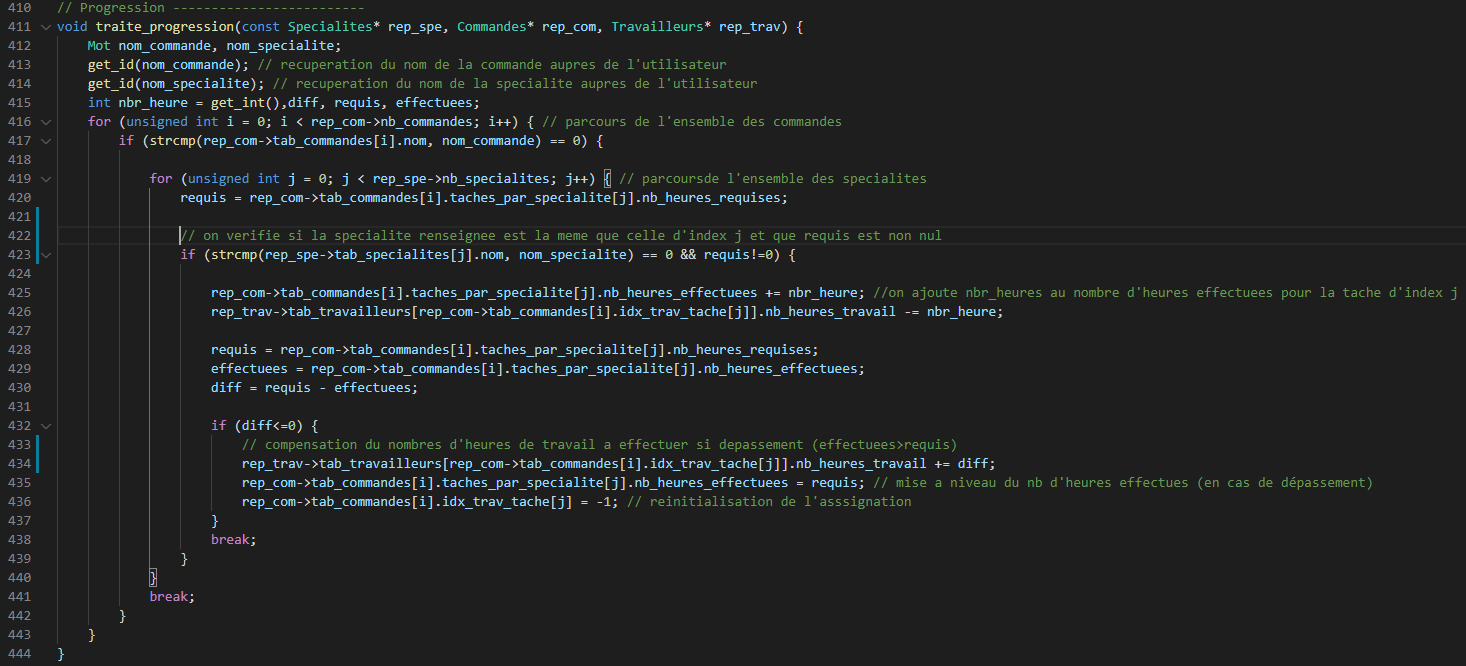 410 // Progression -------------------------
411 void traite_progression(const Specialites* rep_spe, Commandes* rep_com, Travailleurs* rep_trav) {
412 Mot nom_commande, nom_specialite;
413 get_id(nom_commande); // recuperation du nom de la commande aupres de l'utilisateur
414 get_id(nom_specialite); // recuperation du nom de la specialite aupres de l'utilisateur
415 int nbr_heure = get_int(),diff, requis, effectuees;
416 for (unsigned int i = 0; i < rep_com->nb_commandes; i++) { // parcours de l'ensemble des commandes
417 if (strcmp(rep_com->tab_commandes[i].nom, nom_commande) == 0) {
418
419 for (unsigned int j = 0; j < rep_spe->nb_specialites; j++) { // parcoursde l'ensemble des specialites
420 requis = rep_com->tab_commandes[i].taches_par_specialite[j].nb_heures_requises;
421
422 // on verifie si la specialite renseignee est la meme que celle d'index j et que requis est non nul
423 if (strcmp(rep_spe->tab_specialites[j].nom, nom_specialite) == 0 && requis!=0) {
424
425 rep_com->tab_commandes[i].taches_par_specialite[j].nb_heures_effectuees += nbr_heure; //on ajoute nbr_heures au nombre d'heures effectuees pour la tache d'index j
426 rep_trav->tab_travailleurs[rep_com->tab_commandes[i].idx_trav_tache[j]].nb_heures_travail -= nbr_heure;
427
428 requis = rep_com->tab_commandes[i].taches_par_specialite[j].nb_heures_requises;
429 effectuees = rep_com->tab_commandes[i].taches_par_specialite[j].nb_heures_effectuees;
430 diff = requis - effectuees;
431
432 if (diff<=0) {
433 // compensation du nombres d'heures de travail a effectuer si depassement (effectuees>requis)
434 rep_trav->tab_travailleurs[rep_com->tab_commandes[i].idx_trav_tache[j]].nb_heures_travail += diff;
435 rep_com->tab_commandes[i].taches_par_specialite[j].nb_heures_effectuees = requis; // mise a niveau du nb d'heures effectues (en cas de dépassement)
436 rep_com->tab_commandes[i].idx_trav_tache[j] = -1; // reinitialisation de l'asssignation
437 }
438 break;
439 }
440 }
441 break;
442 }
443 }
444 }